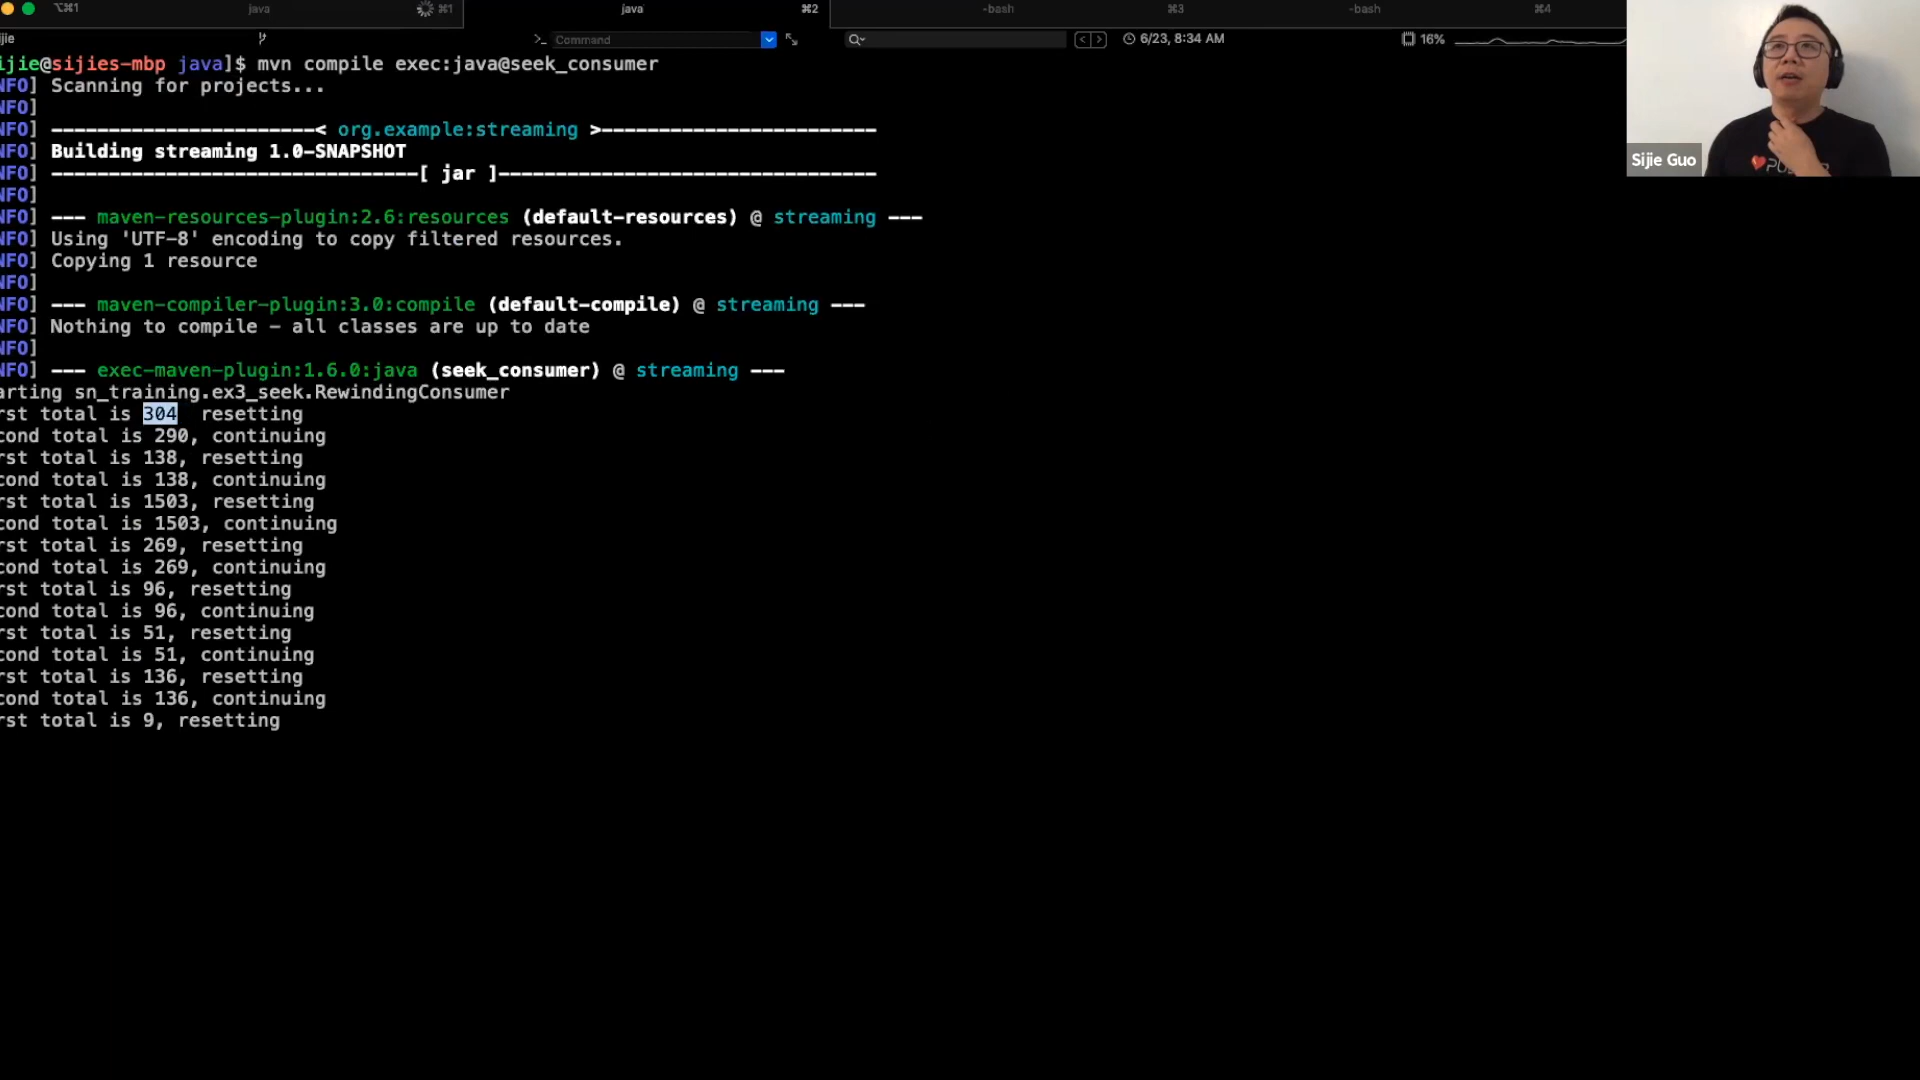 ⌥⌘1 java ⌘1 java ⌘2 -bash ⌘3 -bash ⌘4
jie Command 6/23, 8:34 AM 16%
ijie@sijies-mbp java]$ mvn compile exec:java@seek_consumer
NFO] Scanning for projects...
NFO]
NFO] -----------------------< org.example:streaming >------------------------
NFO] Building streaming 1.0-SNAPSHOT
NFO] --------------------------------[ jar ]---------------------------------
NFO]
NFO] --- maven-resources-plugin:2.6:resources (default-resources) @ streaming ---
NFO] Using 'UTF-8' encoding to copy filtered resources.
NFO] Copying 1 resource
NFO]
NFO] --- maven-compiler-plugin:3.0:compile (default-compile) @ streaming ---
NFO] Nothing to compile - all classes are up to date
NFO]
NFO] --- exec-maven-plugin:1.6.0:java (seek_consumer) @ streaming ---
arting sn_training.ex3_seek.RewindingConsumer
rst total is 304  resetting
cond total is 290, continuing
rst total is 138, resetting
cond total is 138, continuing
rst total is 1503, resetting
cond total is 1503, continuing
rst total is 269, resetting
cond total is 269, continuing
rst total is 96, resetting
cond total is 96, continuing
rst total is 51, resetting
cond total is 51, continuing
rst total is 136, resetting
cond total is 136, continuing
rst total is 9, resetting
Sijie Guo